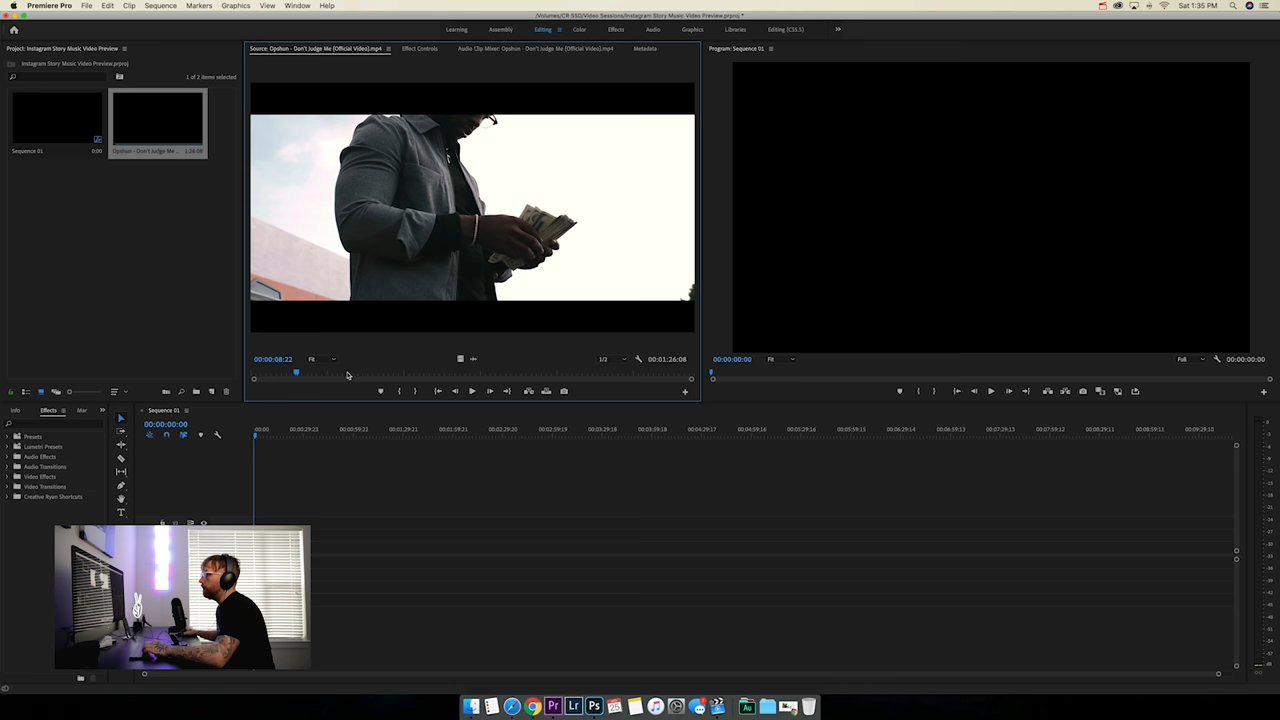 Premiere Pro File Edit Clip Sequence Markers Graphics View Window Help
Sat 1:35 PM
/Volumes/CR SSD/Video Sessions/Instagram Story Music Video Preview.prproj *
Learning Assembly Editing Color Effects Audio Graphics Libraries Editing (CS5.5)
Project: Instagram Story Music Video Preview
Instagram Story Music Video Preview.prproj
1 of 2 items selected
Sequence 01 0:00
Opshun - Don't Judge Me ... 1:26:08
Source: Opshun - Don't Judge Me (Official Video).mp4 Effect Controls Audio Clip Mixer: Opshun - Don't Judge Me (Official Video).mp4 Metadata
00:00:08:22 Fit 1/2 00:01:26:08
Program: Sequence 01
00:00:00:00 Fit Full 00:00:00:00
Info Effects Mar
Presets
Lumetri Presets
Audio Effects
Audio Transitions
Video Effects
Video Transitions
Creative Ryan Shortcuts
Sequence 01
00:00:00:00
:00:00 00:00:29:23 00:00:59:22 00:01:29:21 00:01:59:21 00:02:29:20 00:02:59:19 00:03:29:18 00:03:59:18 00:04:29:17 00:04:59:16 00:05:29:16 00:05:59:15 00:06:29:14 00:06:59:13 00:07:29:13 00:07:59:12 00:08:29:11 00:08:59:11 00:09:29:10
V1
Pr Lr Ps Au